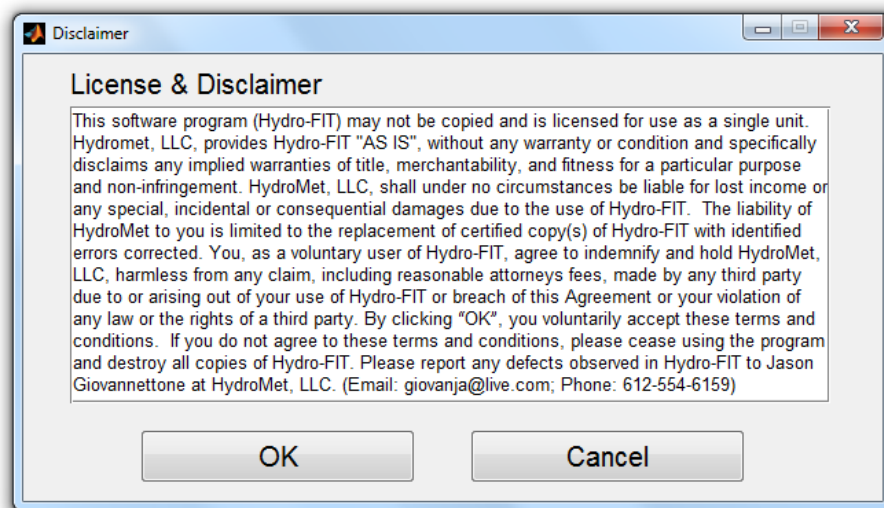 Disclaimer
License & Disclaimer
This software program (Hydro-FIT) may not be copied and is licensed for use as a single unit.
Hydromet, LLC, provides Hydro-FIT "AS IS", without any warranty or condition and specifically
disclaims any implied warranties of title, merchantability, and fitness for a particular purpose
and non-infringement. HydroMet, LLC, shall under no circumstances be liable for lost income or
any special, incidental or consequential damages due to the use of Hydro-FIT.  The liability of
HydroMet to you is limited to the replacement of certified copy(s) of Hydro-FIT with identified
errors corrected. You, as a voluntary user of Hydro-FIT, agree to indemnify and hold HydroMet,
LLC, harmless from any claim, including reasonable attorneys fees, made by any third party
due to or arising out of your use of Hydro-FIT or breach of this Agreement or your violation of
any law or the rights of a third party. By clicking “OK”, you voluntarily accept these terms and
conditions.  If you do not agree to these terms and conditions, please cease using the program
and destroy all copies of Hydro-FIT. Please report any defects observed in Hydro-FIT to Jason
Giovannettone at HydroMet, LLC. (Email: giovanja@live.com; Phone: 612-554-6159)
OK
Cancel